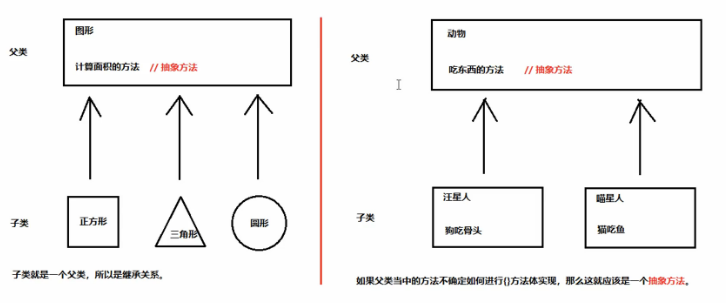 父类
图形
计算面积的方法 // 抽象方法
子类
正方形
三角形
圆形
子类就是一个父类，所以是继承关系。
父类
动物
吃东西的方法 // 抽象方法
子类
汪星人
狗吃骨头
喵星人
猫吃鱼
如果父类当中的方法不确定如何进行{}方法体实现，那么这就应该是一个抽象方法。